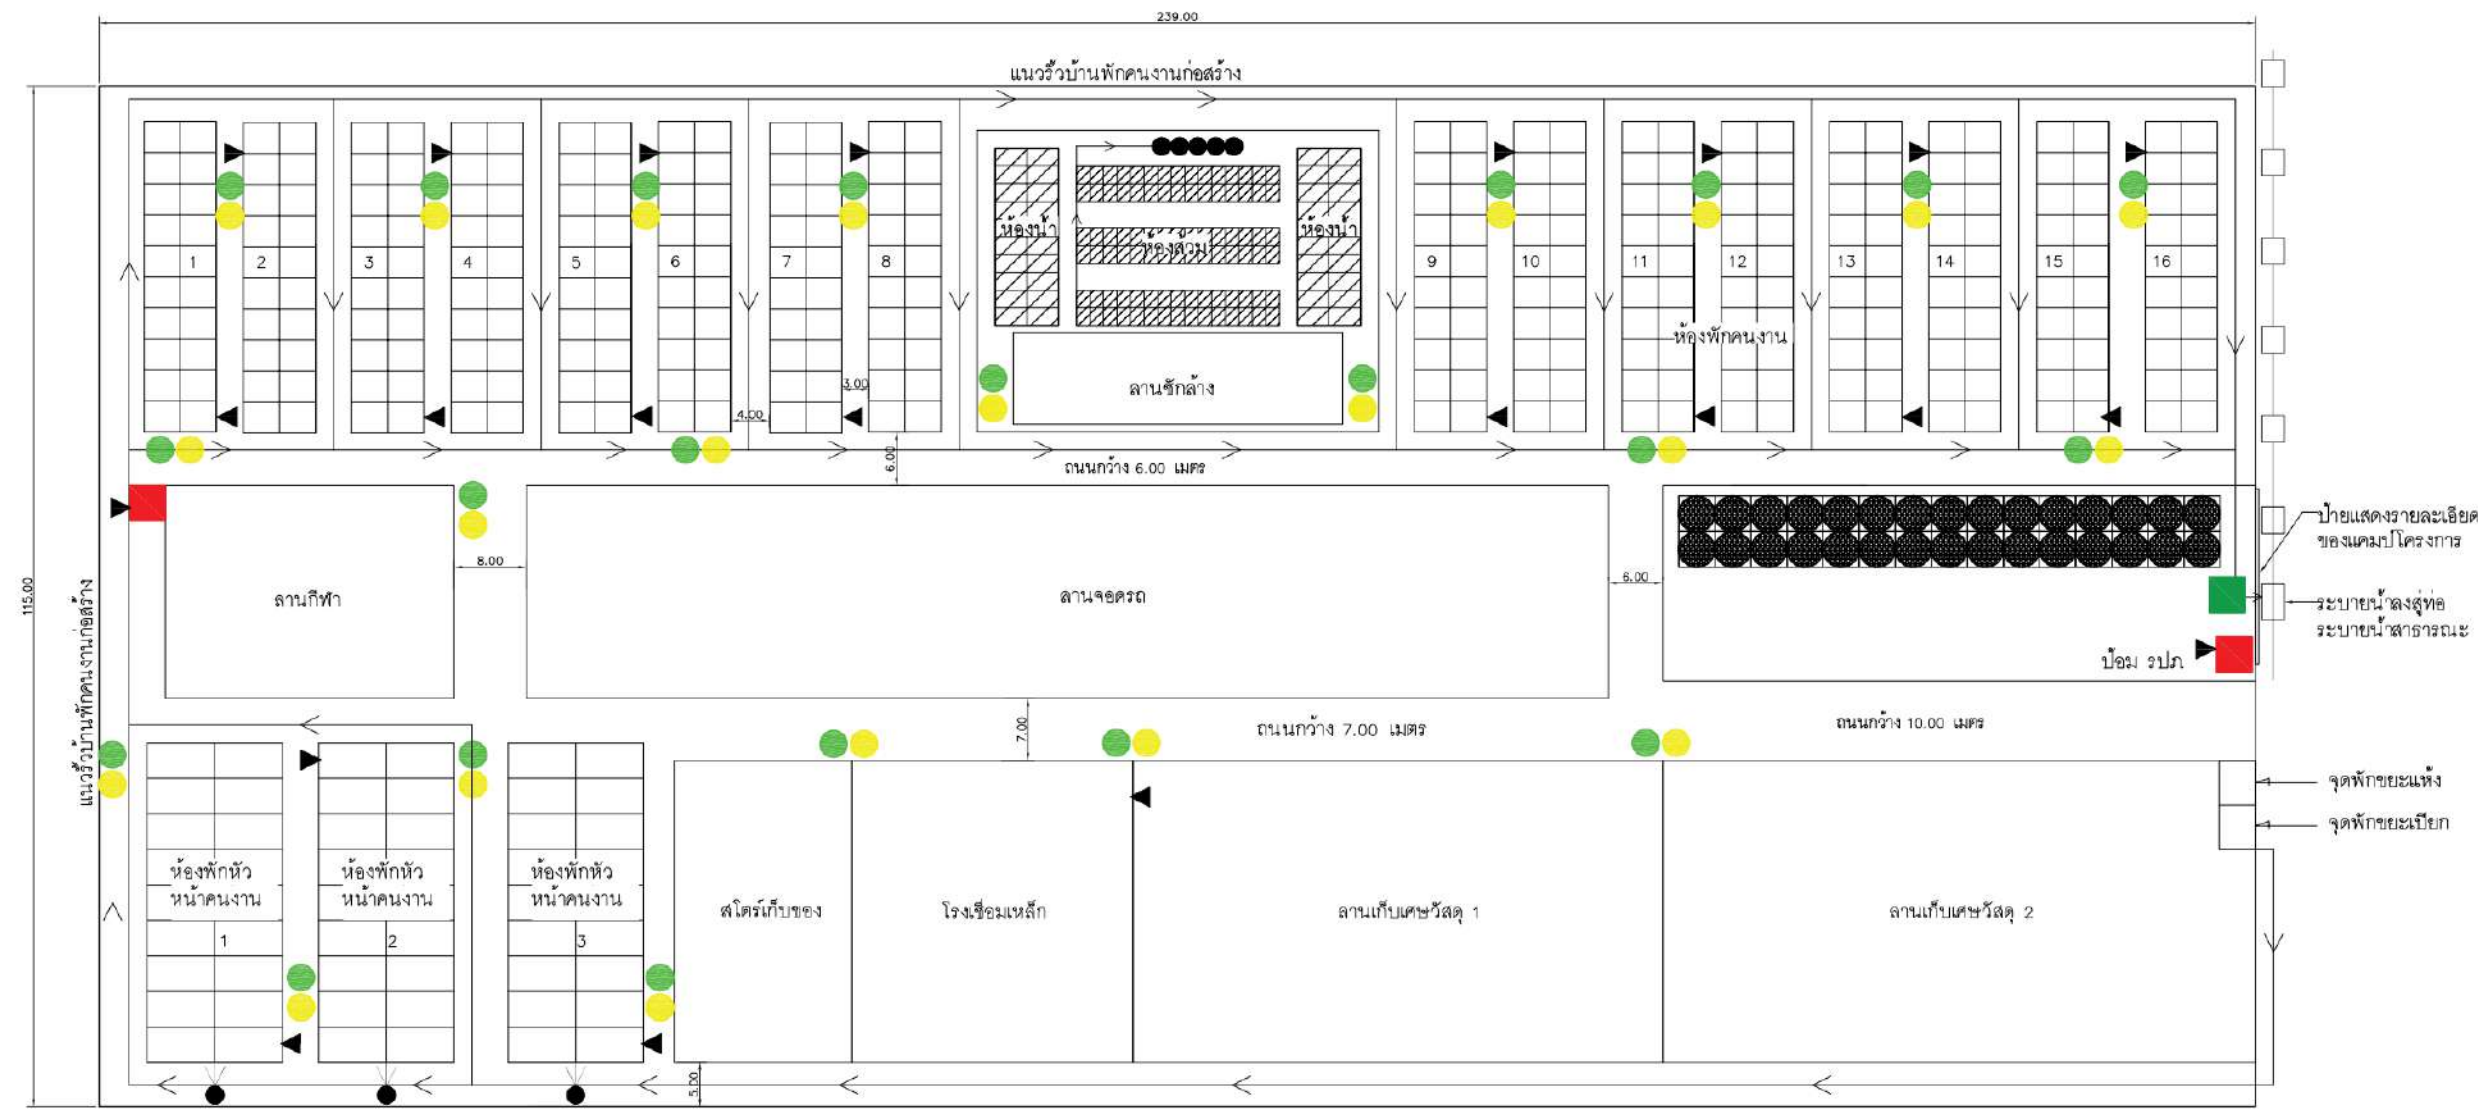 239.00
แนวรั้วบ้านพักคนงานก่อสร้าง
ห้องน้ำ
ห้องส้วม
ห้องน้ำ
1
2
3
4
5
6
7
8
9
10
11
12
13
14
15
16
ห้องพักคนงาน
3.00
4.00
ลานซักล้าง
6.00
ถนนกว้าง 6.00 เมตร
115.00
แนวรั้วบ้านพักคนงานก่อสร้าง
ลานกีฬา
8.00
ลานจอดรถ
6.00
ป้ายแสดงรายละเอียด
ของแคมป์โครงการ
ระบายน้ำลงสู่ท่อ
ระบายน้ำสาธารณะ
ป้อม รปภ
7.00
ถนนกว้าง 7.00 เมตร
ถนนกว้าง 10.00 เมตร
จุดพักขยะแห้ง
จุดพักขยะเปียก
ห้องพักหัว
หน้าคนงาน
1
ห้องพักหัว
หน้าคนงาน
2
ห้องพักหัว
หน้าคนงาน
3
สโตร์เก็บของ
โรงเชื่อมเหล็ก
ลานเก็บเศษวัสดุ 1
ลานเก็บเศษวัสดุ 2
5.00